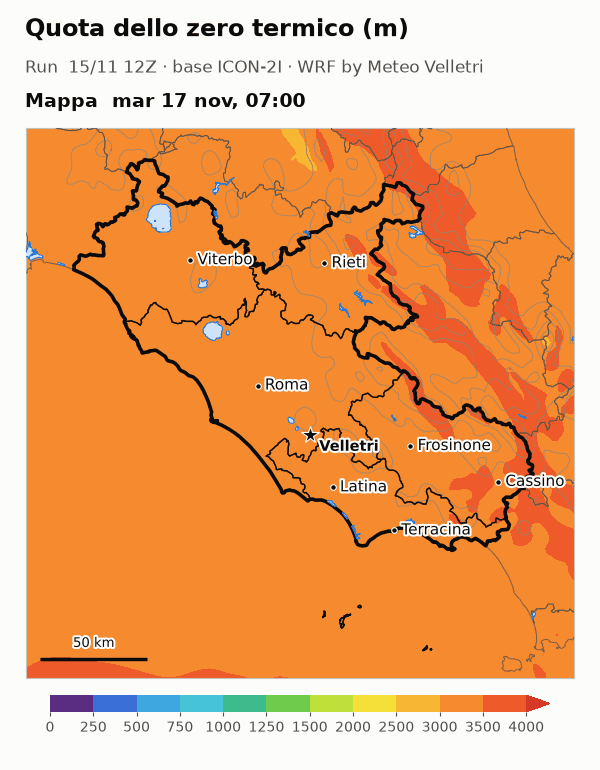 Quota dello zero termico (m)
Run  15/11 12Z · base ICON-2I · WRF by Meteo Velletri
Mappa  mar 17 nov, 07:00
Viterbo
Rieti
Roma
Velletri
Frosinone
Latina
Cassino
Terracina
50 km
0 250 500 750 1000 1250 1500 2000 2500 3000 3500 4000